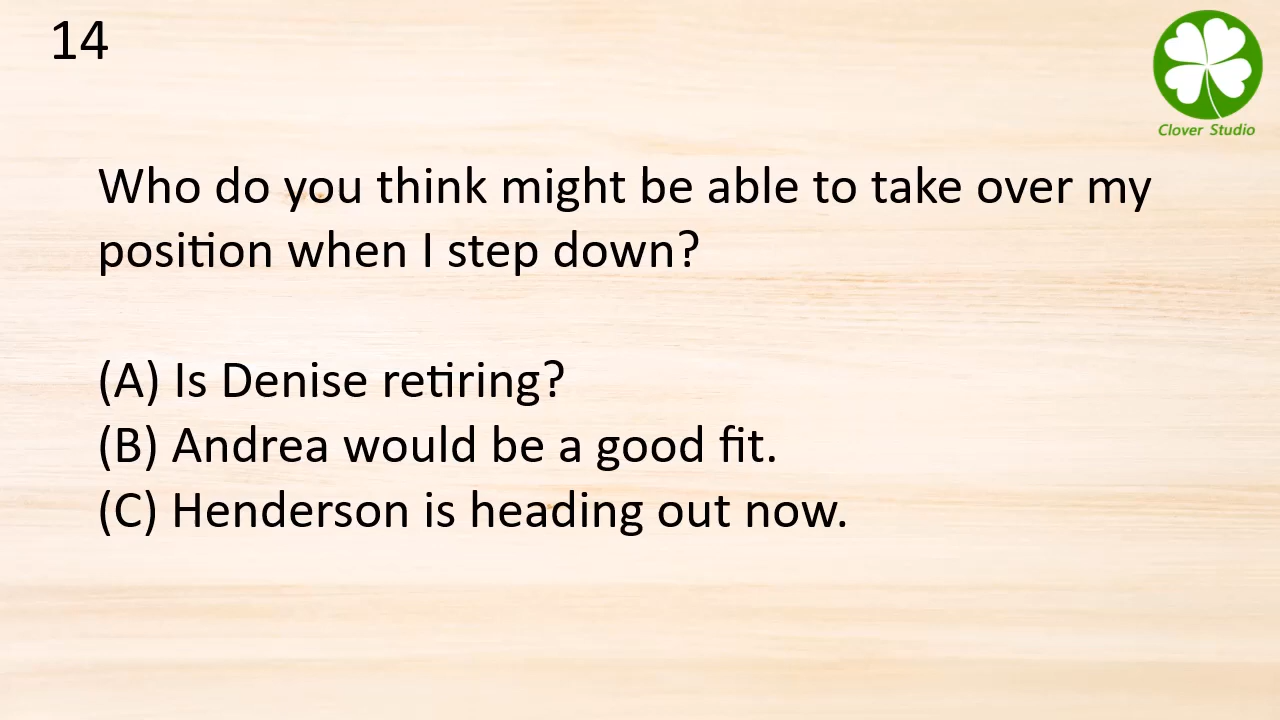 14
Clover Studio
Who do you think might be able to take over my
position when I step down?
(A) Is Denise retiring?
(B) Andrea would be a good fit.
(C) Henderson is heading out now.